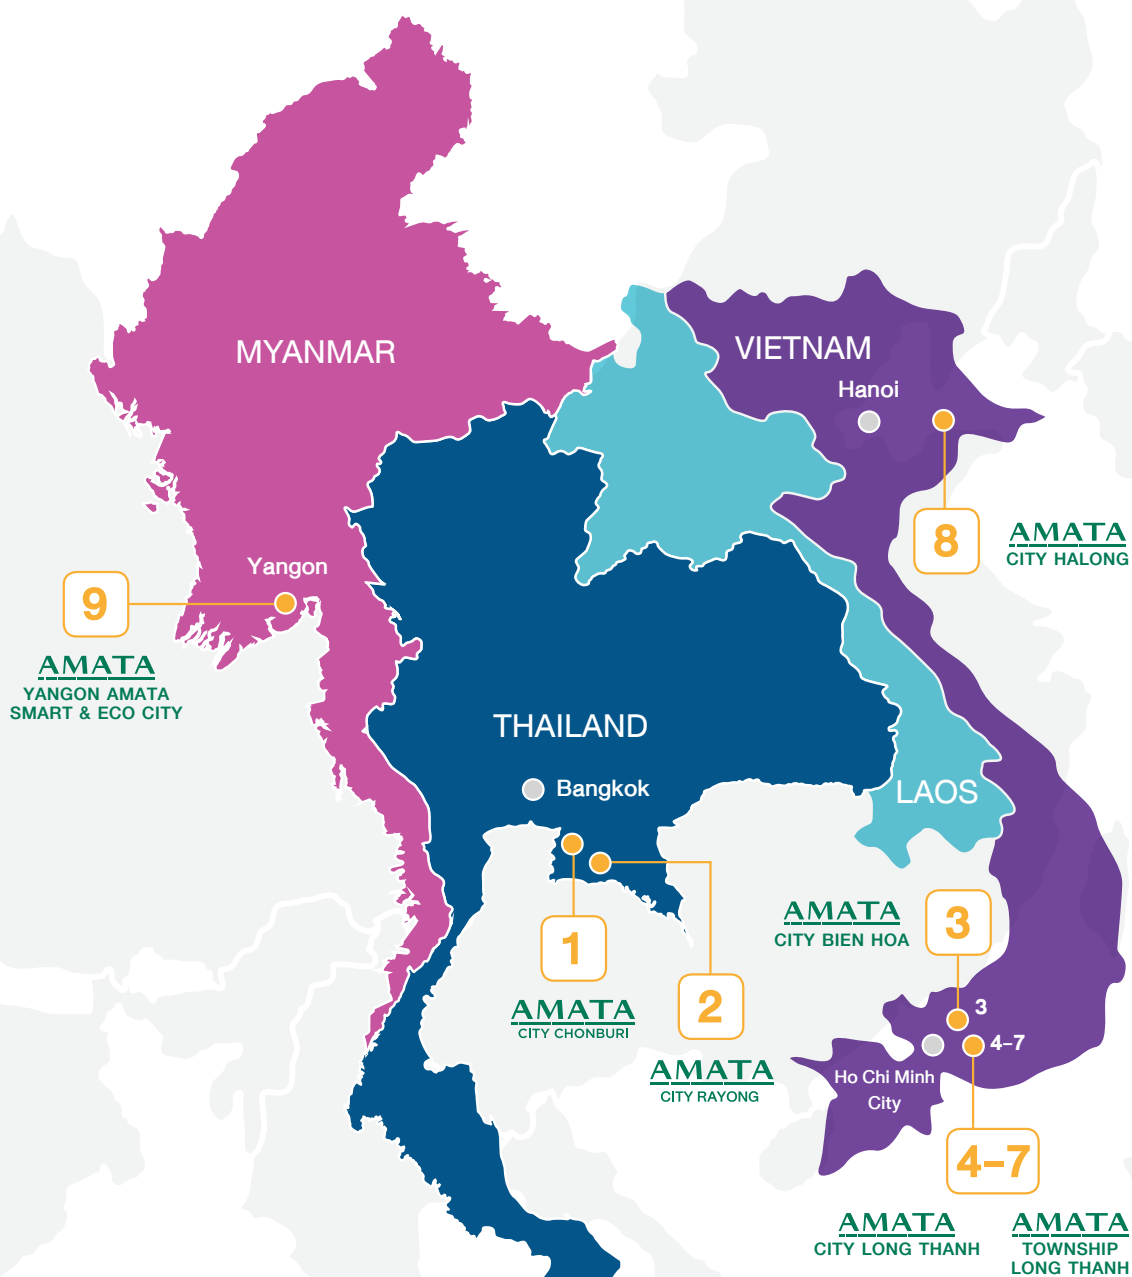 MYANMAR
VIETNAM
Hanoi
8
AMATA
CITY HALONG
Yangon
9
AMATA
YANGON AMATA
SMART & ECO CITY
THAILAND
Bangkok
LAOS
1
AMATA
CITY CHONBURI
2
AMATA
CITY RAYONG
AMATA
CITY BIEN HOA
3
3
4–7
Ho Chi Minh
City
4–7
AMATA
CITY LONG THANH
AMATA
TOWNSHIP
LONG THANH